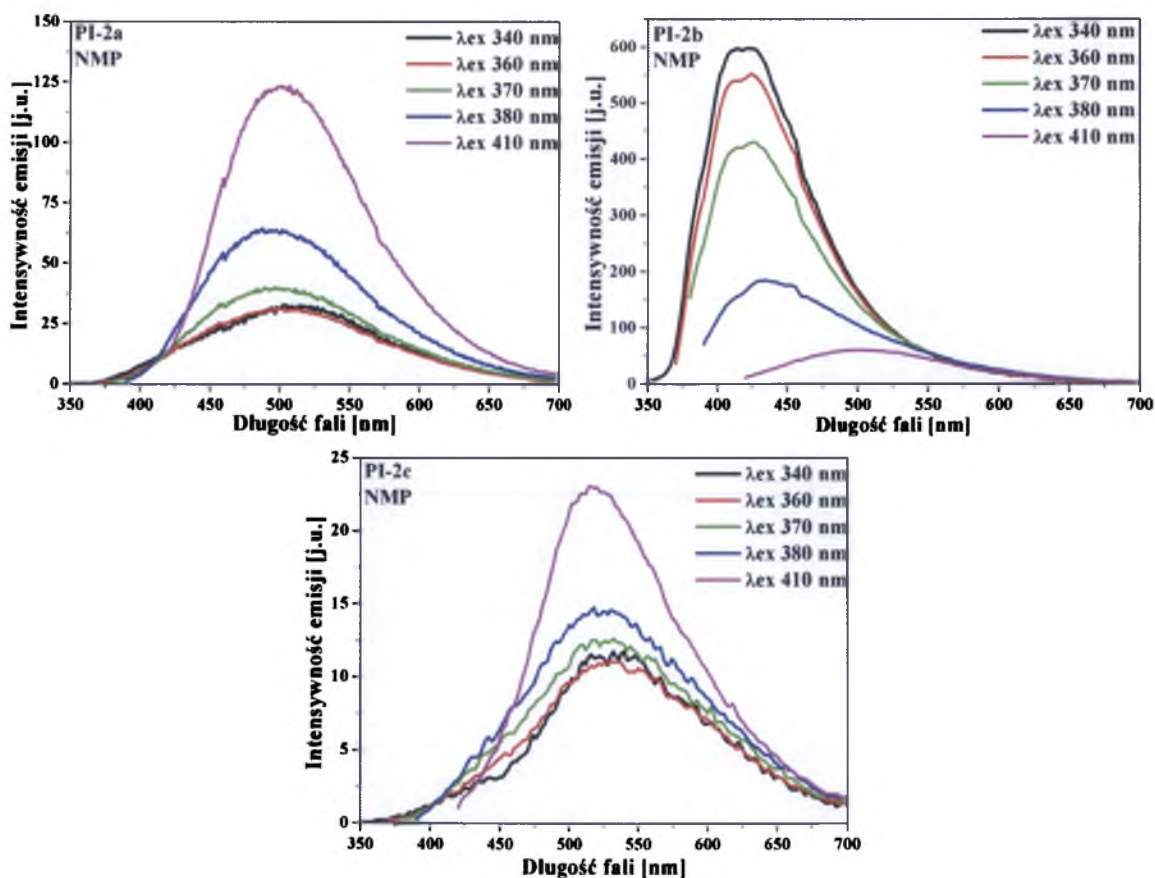 PI-2a
NMP
λex 340 nm
λex 360 nm
λex 370 nm
λex 380 nm
λex 410 nm
Intensywność emisji [j.u.]
150
125
100
75
50
25
0
350 400 450 500 550 600 650 700
Długość fali [nm]
PI-2b
NMP
λex 340 nm
λex 360 nm
λex 370 nm
λex 380 nm
λex 410 nm
Intensywność emisji [j.u.]
600
500
400
300
200
100
0
350 400 450 500 550 600 650 700
Długość fali [nm]
PI-2c
NMP
λex 340 nm
λex 360 nm
λex 370 nm
λex 380 nm
λex 410 nm
Intensywność emisji [j.u.]
25
20
15
10
5
0
350 400 450 500 550 600 650 700
Długość fali [nm]